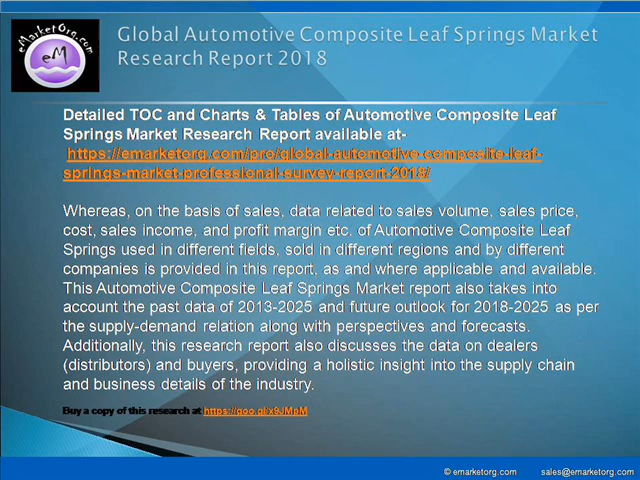 eMarketOrg.com
eM
Global Automotive Composite Leaf Springs Market
Research Report 2018
Detailed TOC and Charts & Tables of Automotive Composite Leaf
Springs Market Research Report available at-
https://emarketorg.com/pro/global-automotive-composite-leaf-
springs-market-professional-survey-report-2018/
Whereas, on the basis of sales, data related to sales volume, sales price,
cost, sales income, and profit margin etc. of Automotive Composite Leaf
Springs used in different fields, sold in different regions and by different
companies is provided in this report, as and where applicable and available.
This Automotive Composite Leaf Springs Market report also takes into
account the past data of 2013-2025 and future outlook for 2018-2025 as per
the supply-demand relation along with perspectives and forecasts.
Additionally, this research report also discusses the data on dealers
(distributors) and buyers, providing a holistic insight into the supply chain
and business details of the industry.
Buy a copy of this research at https://goo.gl/x9JMpM
© emarketorg.com sales@emarketorg.com